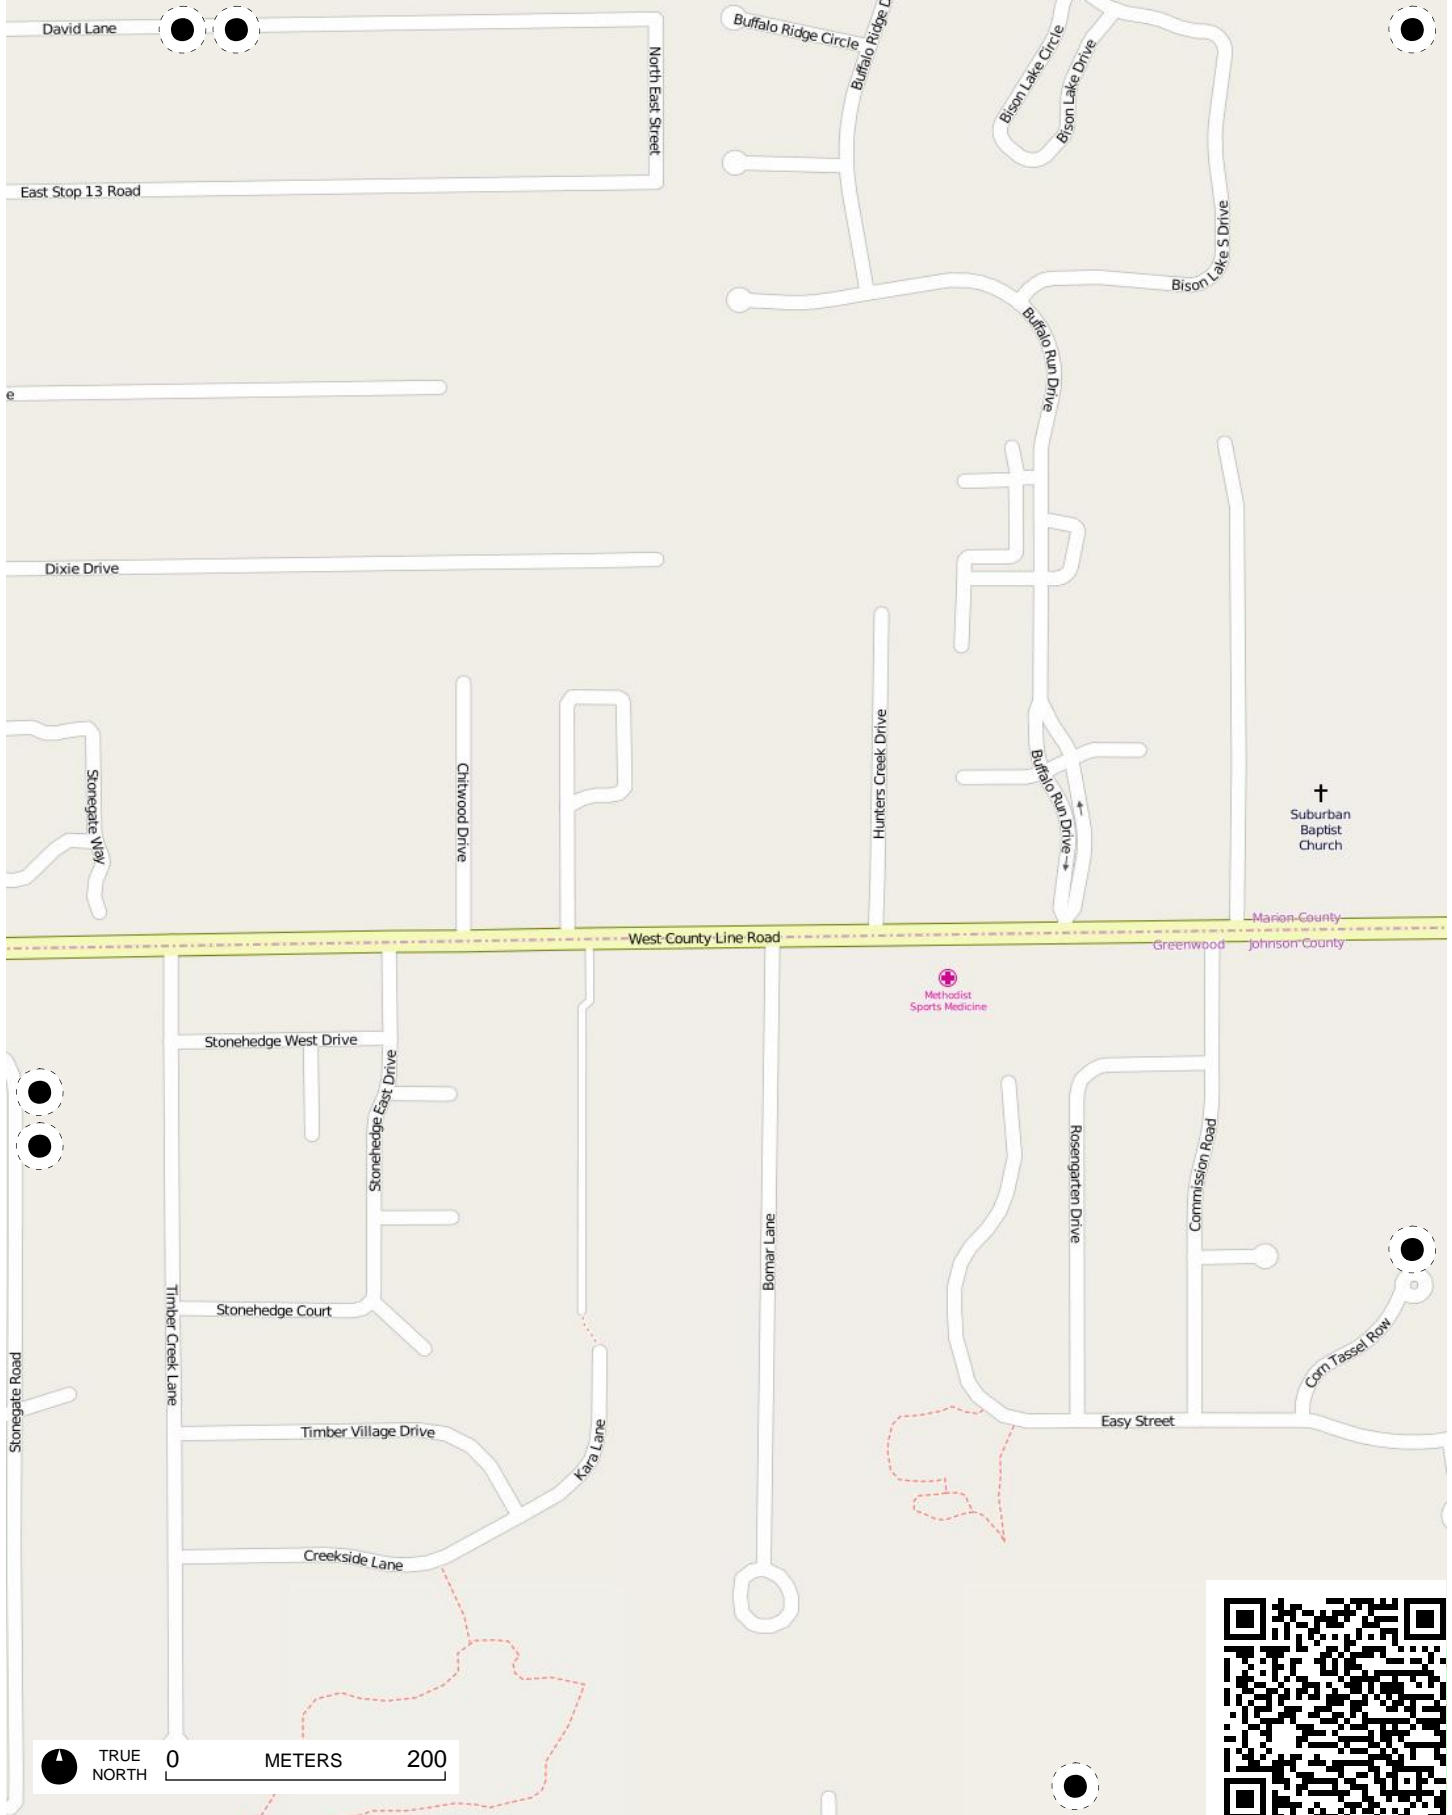 David Lane
Buffalo Ridge Circle
Buffalo Ridge D
Bison Lake Circle
Bison Lake Drive
North East Street
East Stop 13 Road
Bison Lake S Drive
Buffalo Run Drive
e
Dixie Drive
Stonegate Way
Chitwood Drive
Hunters Creek Drive
Buffalo Run Drive
Suburban
Baptist
Church
West County Line Road
Marion County
Greenwood
Johnson County
Methodist
Sports Medicine
Stonehedge West Drive
Stonehedge East Drive
Rosengarten Drive
Commission Road
Bomar Lane
Timber Creek Lane
Stonehedge Court
Corn Tassel Row
Stonegate Road
Timber Village Drive
Kara Lane
Easy Street
Creekside Lane
TRUE
NORTH
0 METERS 200